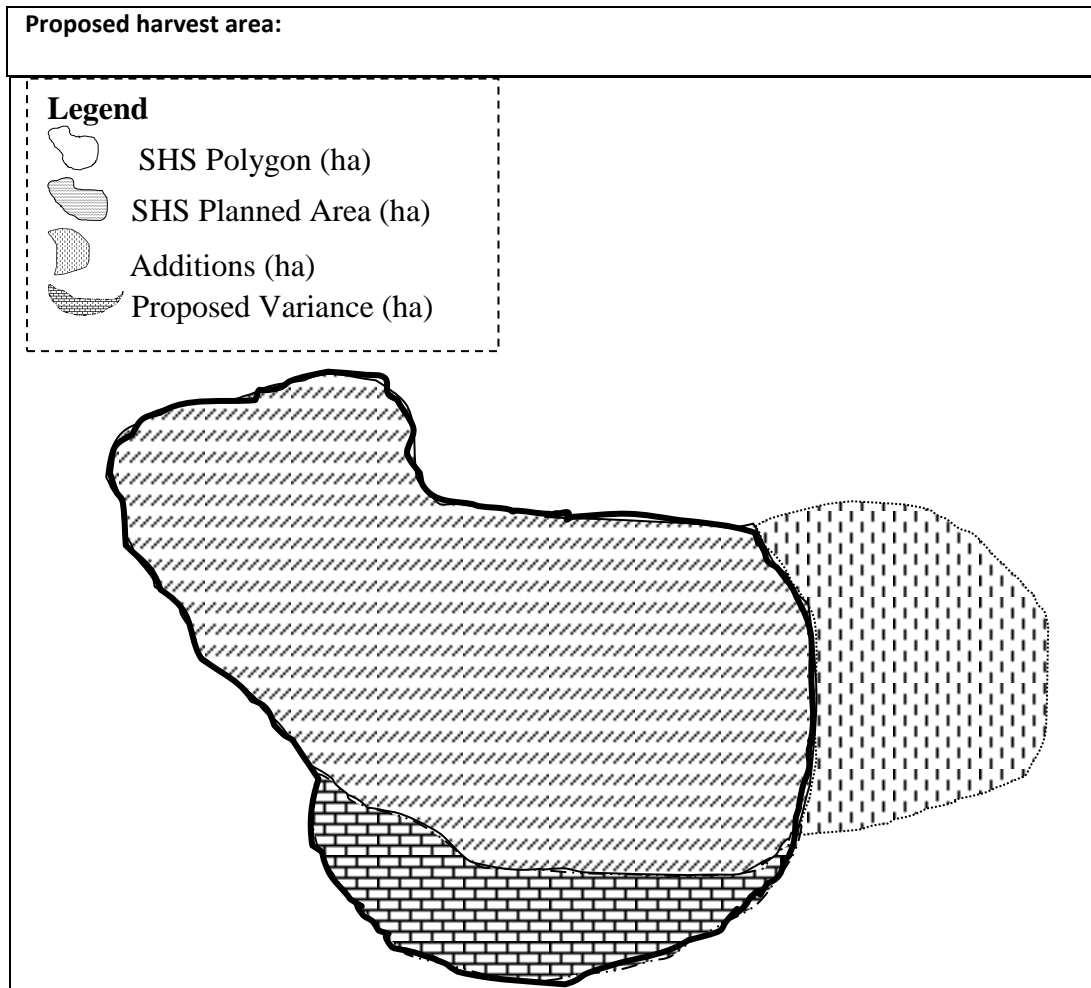 Proposed harvest area:
Legend
SHS Polygon (ha)
SHS Planned Area (ha)
Additions (ha)
Proposed Variance (ha)